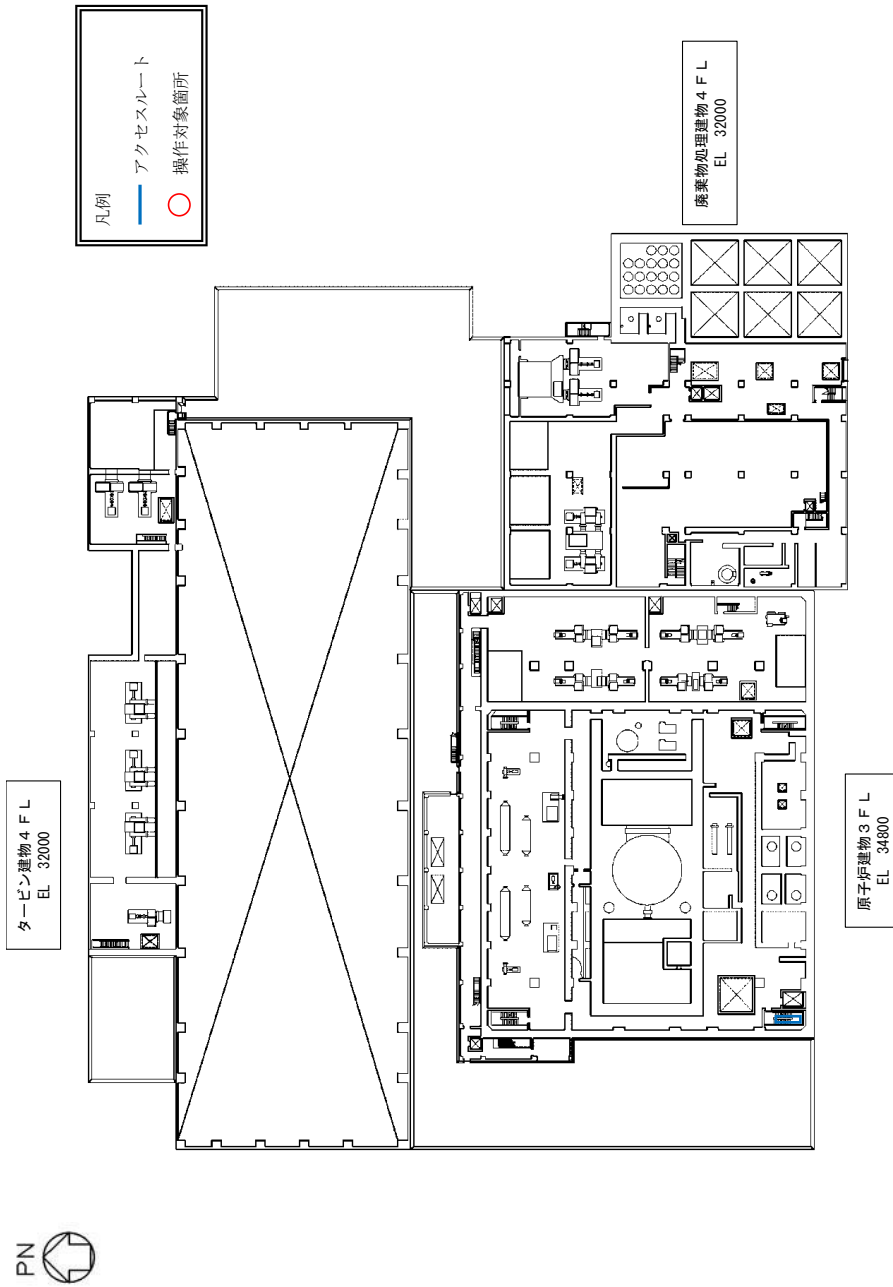 凡例
アクセスルート
操作対象箇所
タービン建物4FL
EL 32000
廃棄物処理建物4FL
EL 32000
原子炉建物3FL
EL 34800
PN